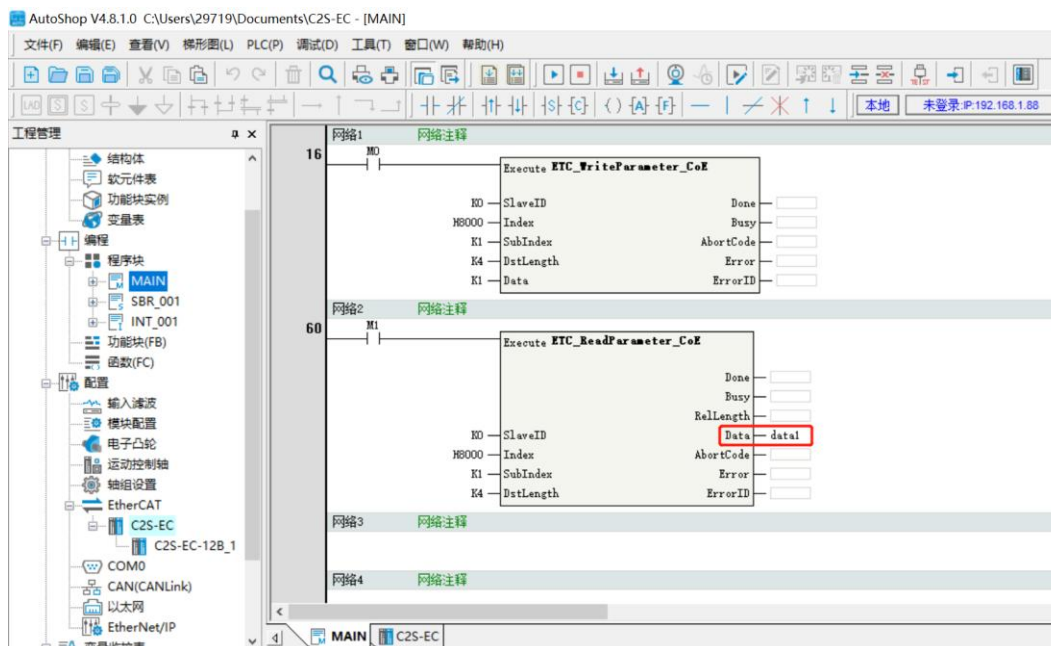 AutoShop V4.8.1.0 C:\Users\29719\Documents\C2S-EC - [MAIN]
文件(F) 编辑(E) 查看(V) 梯形图(L) PLC(P) 调试(D) 工具(T) 窗口(W) 帮助(H)
LAD S S {S} {C} ( ) {A} {F} 本地 未登录:IP:192.168.1.88
工程管理
结构体
软元件表
功能块实例
变量表
编程
程序块
MAIN
SBR_001
INT_001
功能块(FB)
函数(FC)
配置
输入滤波
模块配置
电子凸轮
运动控制轴
轴组设置
EtherCAT
C2S-EC
C2S-EC-12B_1
COM0
CAN(CANLink)
以太网
EtherNet/IP
网络1 网络注释
16 M0
Execute ETC_WriteParameter_CoE
K0 SlaveID Done
H8000 Index Busy
K1 SubIndex AbortCode
K4 DstLength Error
K1 Data ErrorID
网络2 网络注释
60 M1
Execute ETC_ReadParameter_CoE
Done
Busy
RelLength
K0 SlaveID Data data1
H8000 Index AbortCode
K1 SubIndex Error
K4 DstLength ErrorID
网络3 网络注释
网络4 网络注释
MAIN C2S-EC